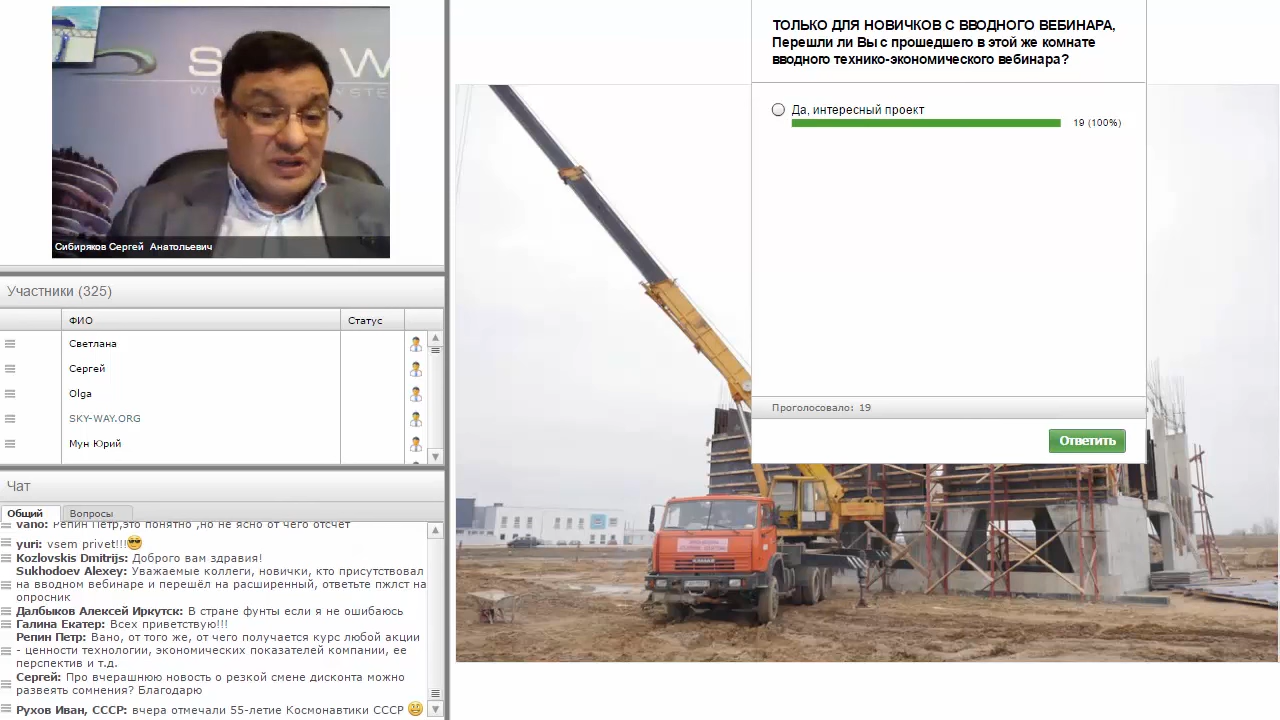 S W
Сибиряков Сергей Анатольевич
Участники (325)
ФИО
Статус
Светлана
Сергей
Olga
SKY-WAY.ORG
Мун Юрий
Чат
Общий
Вопросы
vano: Репин Петр,это понятно ,но не ясно от чего отсчет
yuri: vsem privet!!!
Kozlovskis Dmitrijs: Доброго вам здравия!
Sukhodoev Alexey: Уважаемые коллеги, новички, кто присутствовал
на вводном вебинаре и перешёл на расширенный, ответьте пжлст на
опросник
Далбыков Алексей Иркутск: В стране фунты если я не ошибаюсь
Галина Екатер: Всех приветствую!!!
Репин Петр: Вано, от того же, от чего получается курс любой акции
- ценности технологии, экономических показателей компании, ее
перспектив и т.д.
Сергей: Про вчерашнюю новость о резкой смене дисконта можно
развеять сомнения? Благодарю
Рухов Иван, СССР: вчера отмечали 55-летие Космонавтики СССР
ТОЛЬКО ДЛЯ НОВИЧКОВ С ВВОДНОГО ВЕБИНАРА,
Перешли ли Вы с прошедшего в этой же комнате
вводного технико-экономического вебинара?
Да, интересный проект
19 (100%)
Проголосовало: 19
Ответить